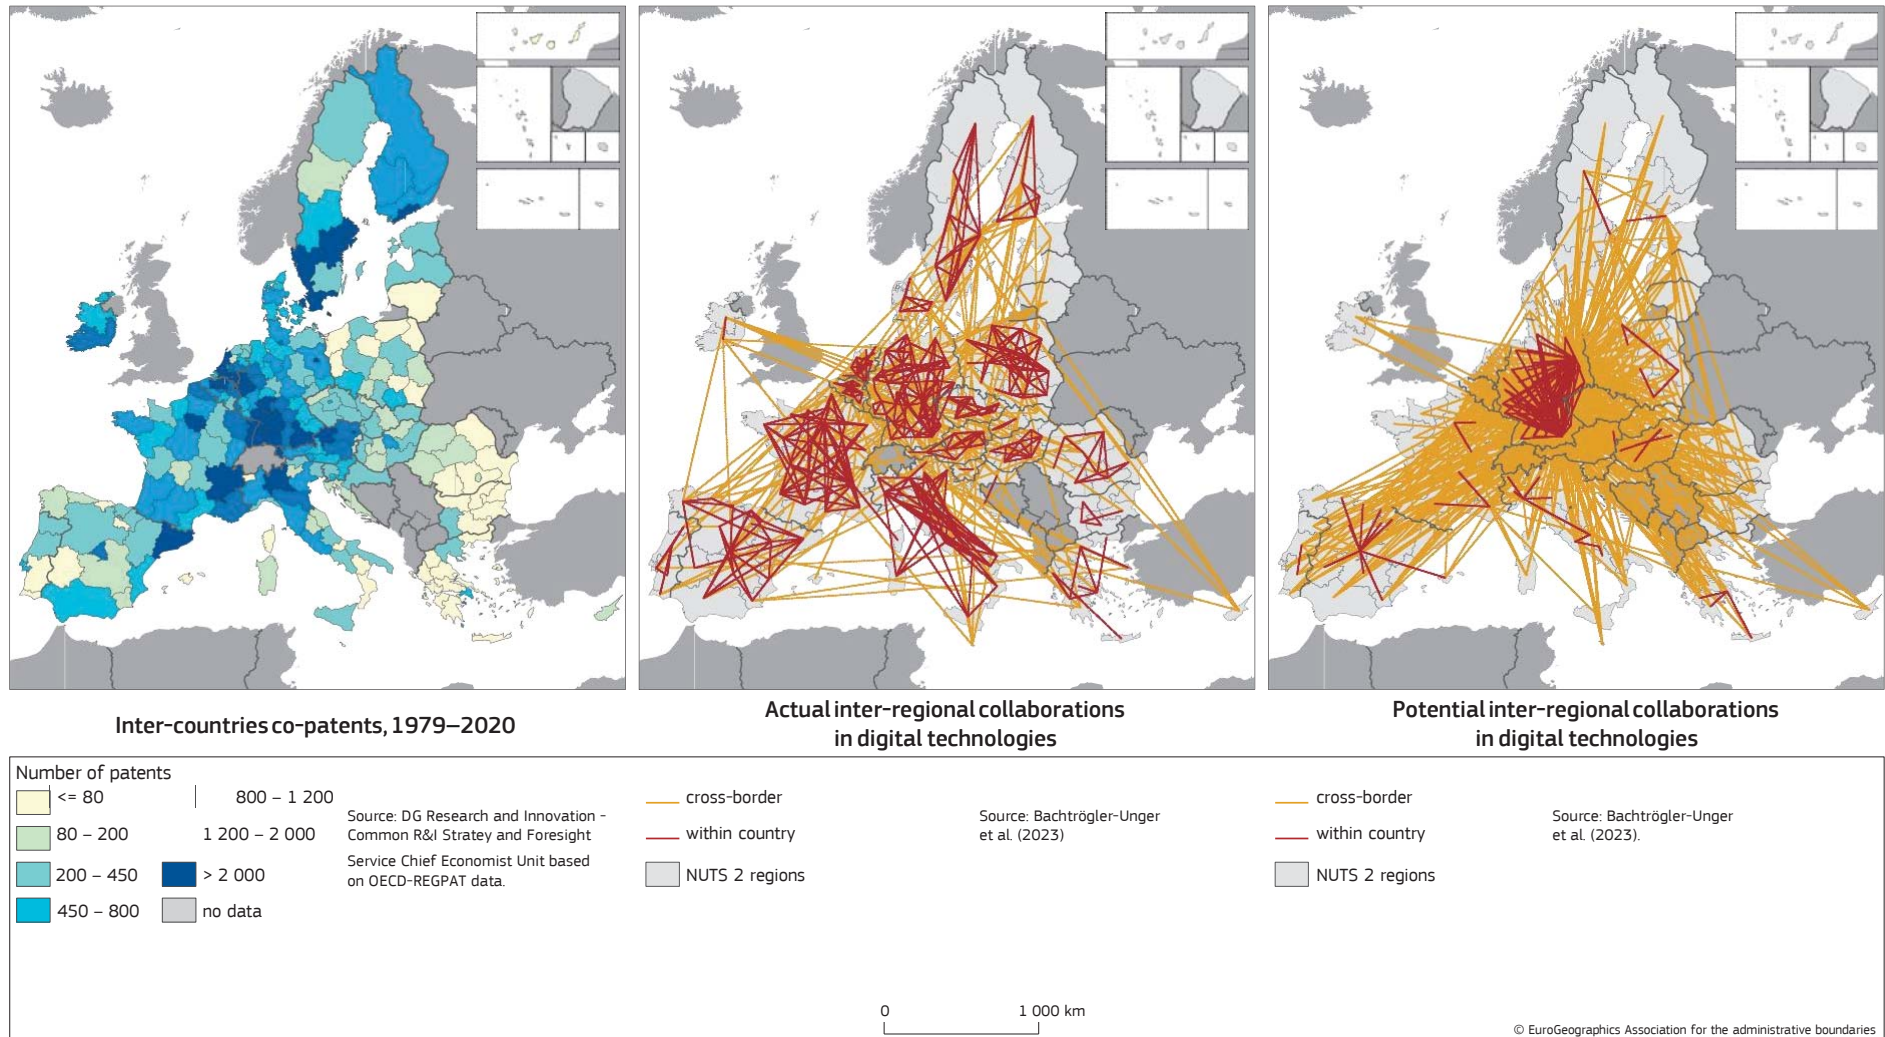 Inter-countries co-patents, 1979–2020
Actual inter-regional collaborations
in digital technologies
Potential inter-regional collaborations
in digital technologies
Number of patents
<= 80
80 – 200
200 – 450
450 – 800
800 – 1 200
1 200 – 2 000
> 2 000
no data
Source: DG Research and Innovation -
Common R&I Stratey and Foresight
Service Chief Economist Unit based
on OECD-REGPAT data.
cross-border
within country
NUTS 2 regions
Source: Bachtrögler-Unger
et al. (2023)
cross-border
within country
NUTS 2 regions
Source: Bachtrögler-Unger
et al. (2023).
0 1 000 km
© EuroGeographics Association for the administrative boundaries